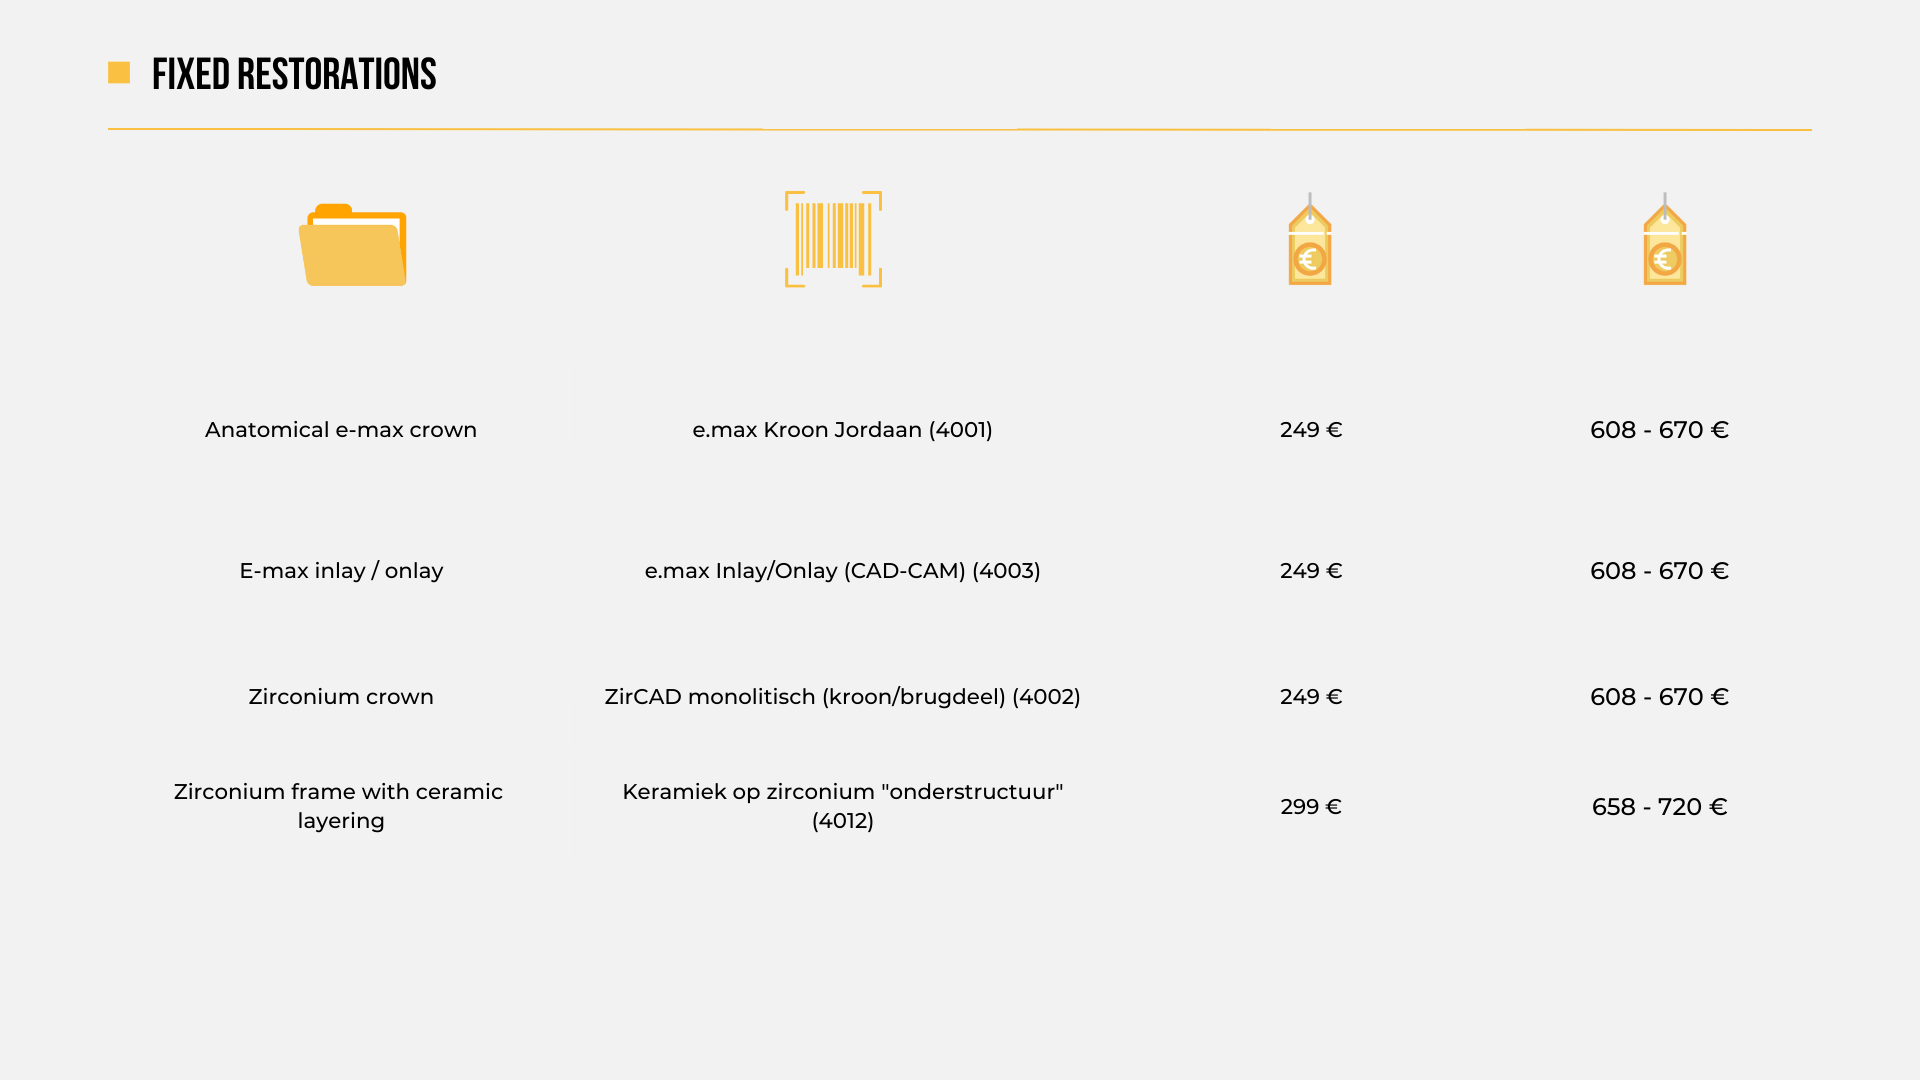 FIXED RESTORATIONS
Anatomical e-max crown
e.max Kroon Jordaan (4001)
249 €
608 - 670 €
E-max inlay / onlay
e.max Inlay/Onlay (CAD-CAM) (4003)
249 €
608 - 670 €
Zirconium crown
ZirCAD monolitisch (kroon/brugdeel) (4002)
249 €
608 - 670 €
Zirconium frame with ceramic
layering
Keramiek op zirconium "onderstructuur"
(4012)
299 €
658 - 720 €